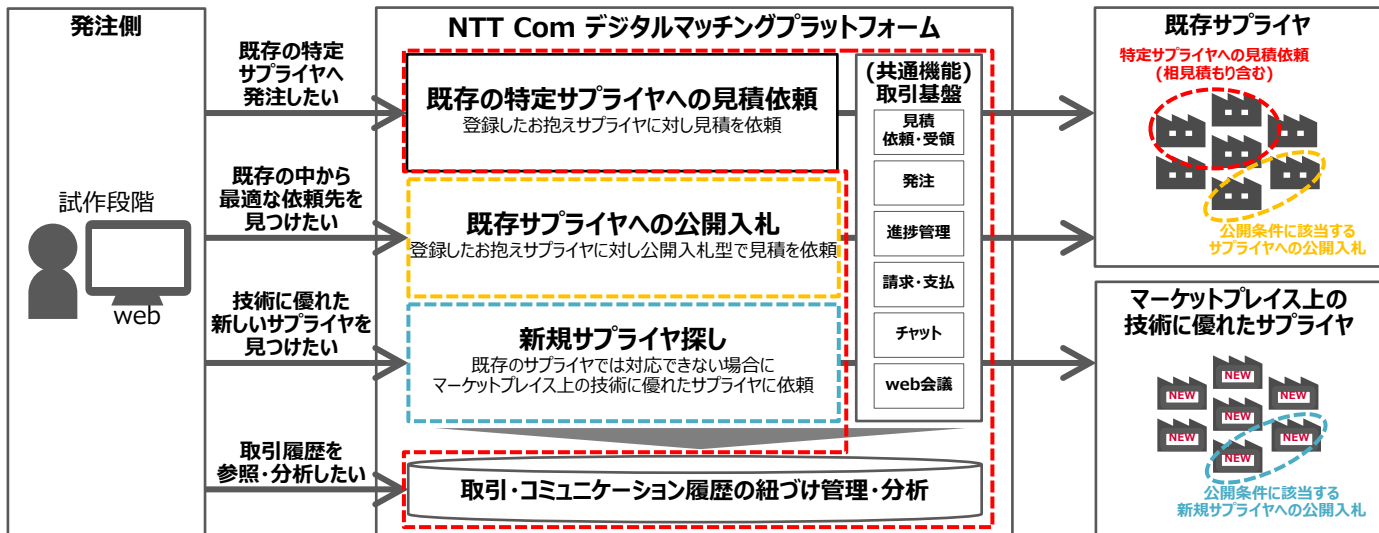 発注側
試作段階
web
既存の特定
サプライヤへ
発注したい
既存の中から
最適な依頼先を
見つけたい
技術に優れた
新しいサプライヤを
見つけたい
取引履歴を
参照・分析したい
NTT Com デジタルマッチングプラットフォーム
既存の特定サプライヤへの見積依頼
登録したお抱えサプライヤに対し見積を依頼
既存サプライヤへの公開入札
登録したお抱えサプライヤに対し公開入札型で見積を依頼
新規サプライヤ探し
既存のサプライヤでは対応できない場合に
マーケットプレイス上の技術に優れたサプライヤに依頼
(共通機能)
取引基盤
見積
依頼・受領
発注
進捗管理
請求・支払
チャット
web会議
取引・コミュニケーション履歴の紐づけ管理・分析
既存サプライヤ
特定サプライヤへの見積依頼
(相見積もり含む)
公開条件に該当する
サプライヤへの公開入札
マーケットプレイス上の
技術に優れたサプライヤ
NEW
NEW
NEW
NEW
NEW
NEW
NEW
公開条件に該当する
新規サプライヤへの公開入札